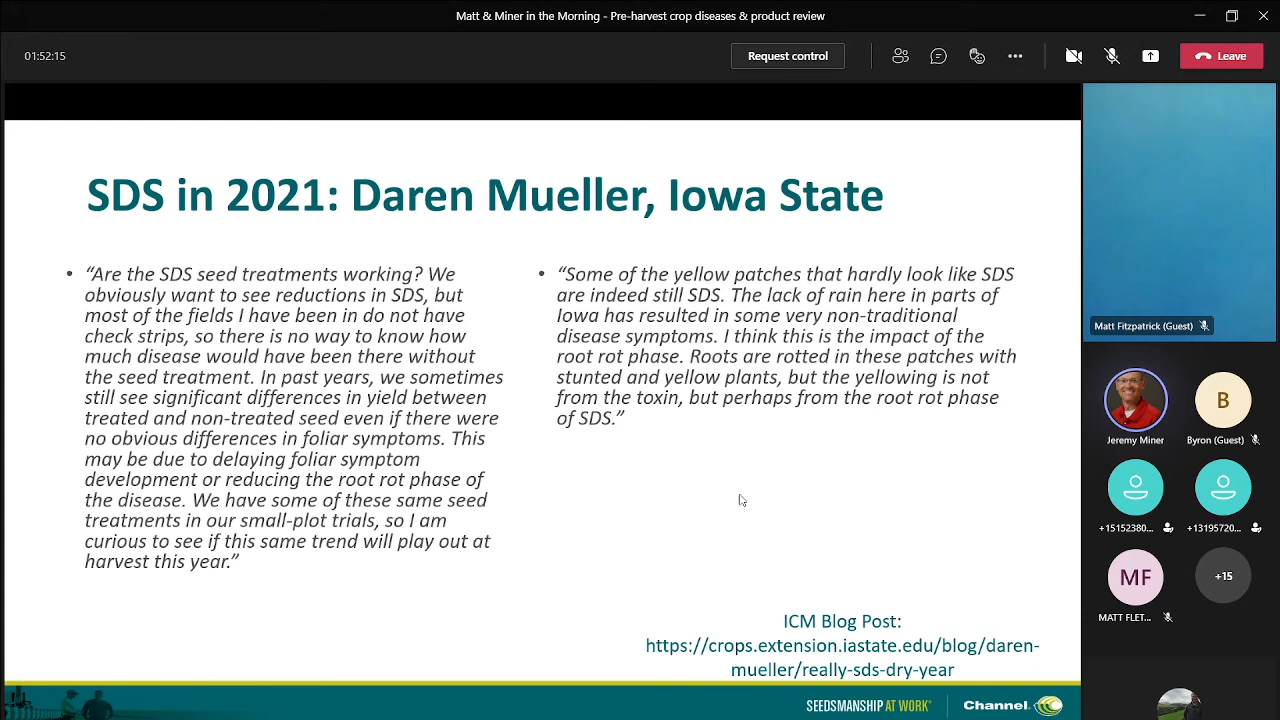 Matt & Miner in the Morning - Pre-harvest crop diseases & product review
01:52:15
Request control
Leave
SDS in 2021: Daren Mueller, Iowa State
• “Are the SDS seed treatments working? We
obviously want to see reductions in SDS, but
most of the fields I have been in do not have
check strips, so there is no way to know how
much disease would have been there without
the seed treatment. In past years, we sometimes
still see significant differences in yield between
treated and non-treated seed even if there were
no obvious differences in foliar symptoms. This
may be due to delaying foliar symptom
development or reducing the root rot phase of
the disease. We have some of these same seed
treatments in our small-plot trials, so I am
curious to see if this same trend will play out at
harvest this year.”
• “Some of the yellow patches that hardly look like SDS
are indeed still SDS. The lack of rain here in parts of
Iowa has resulted in some very non-traditional
disease symptoms. I think this is the impact of the
root rot phase. Roots are rotted in these patches with
stunted and yellow plants, but the yellowing is not
from the toxin, but perhaps from the root rot phase
of SDS.”
ICM Blog Post:
https://crops.extension.iastate.edu/blog/daren-
mueller/really-sds-dry-year
SEEDSMANSHIP AT WORK®
Channel.
Matt Fitzpatrick (Guest)
Jeremy Miner
B
Byron (Guest)
+15152380...
+13195720...
MF
MATT FLET...
+15